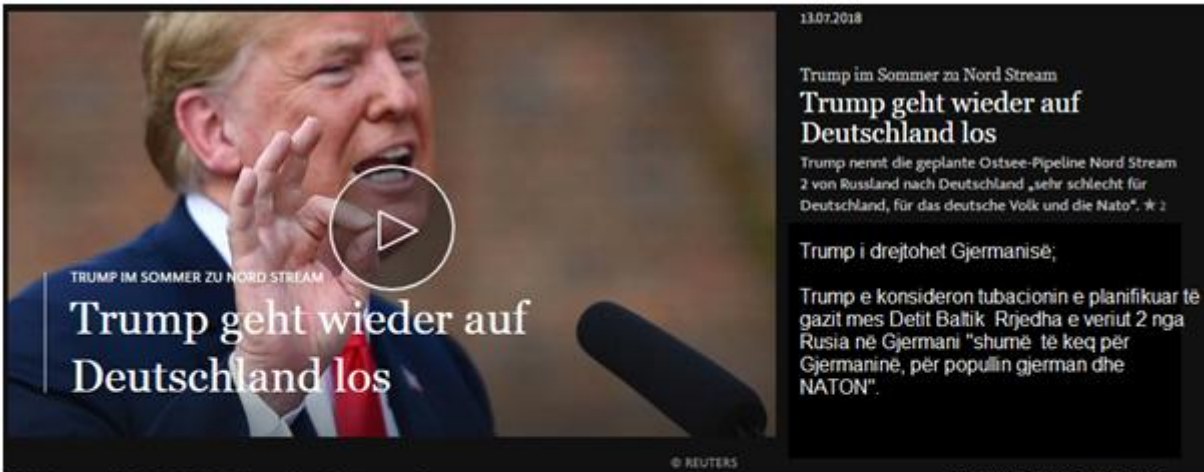 TRUMP IM SOMMER ZU NORD STREAM
Trump geht wieder auf
Deutschland los
© REUTERS
13.07.2018
Trump im Sommer zu Nord Stream
Trump geht wieder auf
Deutschland los
Trump nennt die geplante Ostsee-Pipeline Nord Stream
2 von Russland nach Deutschland „sehr schlecht für
Deutschland, für das deutsche Volk und die Nato“. ★ 2
Trump i drejtohet Gjermanisë;
Trump e konsideron tubacionin e planifikuar të
gazit mes Detit Baltik Rrjedha e veriut 2 nga
Rusia në Gjermani "shumë të keq për
Gjermaninë, për popullin gjerman dhe
NATON".